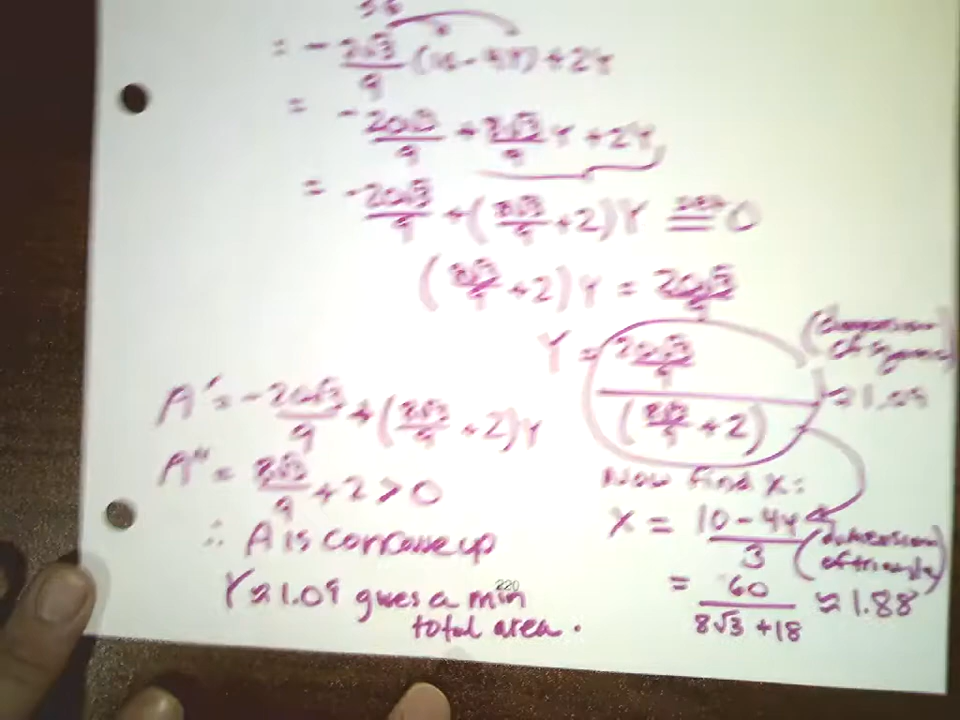 = - 2√3/9 (10 - 4Y) + 2Y
= - 20√3/9 + 8√3/9 Y + 2Y
= - 20√3/9 + (8√3/9 + 2) Y set = 0
(8√3/9 + 2) Y = 20√3/9
Y = (20√3/9) / (8√3/9 + 2) ≈ 1.09
(dimension of square)
A' = - 20√3/9 + (8√3/9 + 2) Y
A'' = 8√3/9 + 2 > 0
∴ A is concave up
Y ≈ 1.09 gives a min
total area.
220
Now find x:
X = (10 - 4Y)/3
(dimension of triangle)
= 60/(8√3 + 18) ≈ 1.88